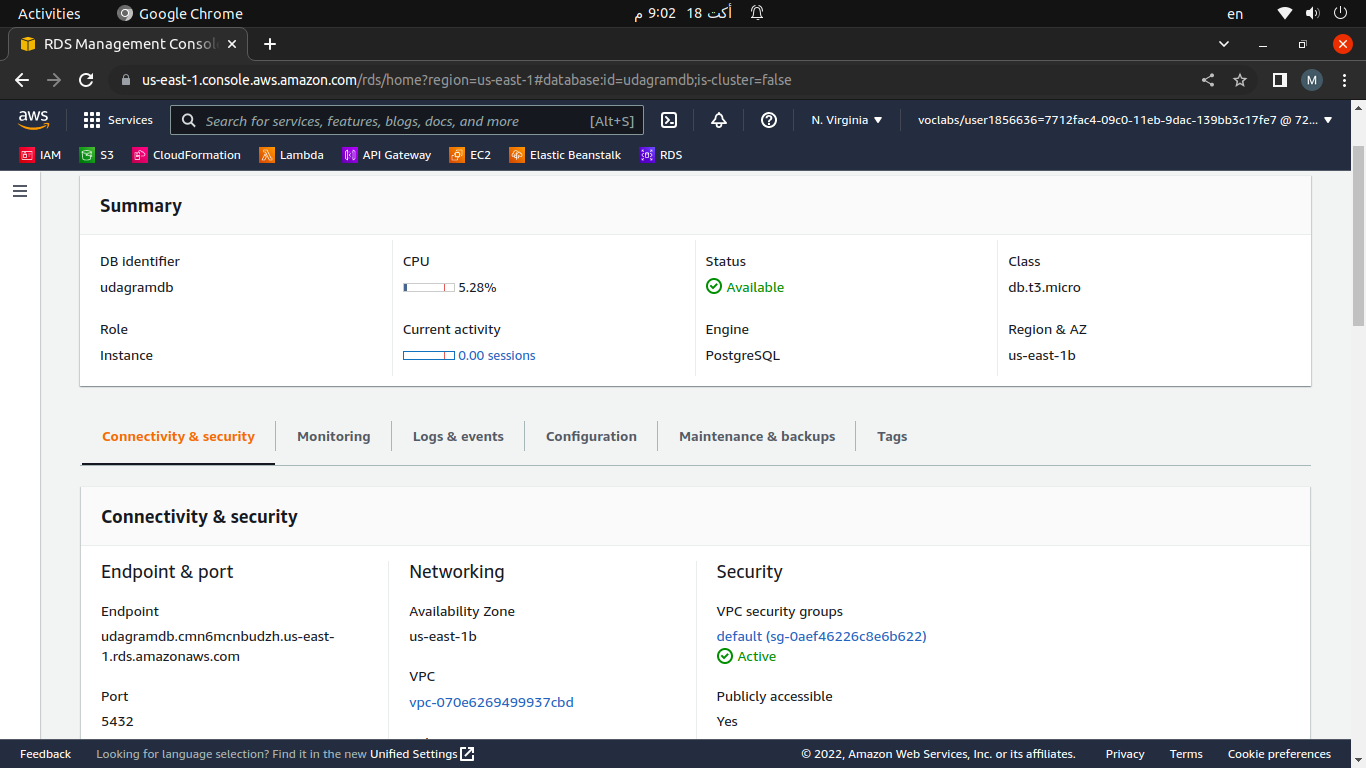 Activities Google Chrome أكت 18 9:02 م en
RDS Management Consol
us-east-1.console.aws.amazon.com/rds/home?region=us-east-1#database:id=udagramdb;is-cluster=false M
aws Services Search for services, features, blogs, docs, and more [Alt+S] N. Virginia voclabs/user1856636=7712fac4-09c0-11eb-9dac-139bb3c17fe7 @ 72...
IAM S3 CloudFormation Lambda API Gateway EC2 Elastic Beanstalk RDS
Summary
DB identifier CPU Status Class
udagramdb 5.28% Available db.t3.micro
Role Current activity Engine Region & AZ
Instance 0.00 sessions PostgreSQL us-east-1b
Connectivity & security Monitoring Logs & events Configuration Maintenance & backups Tags
Connectivity & security
Endpoint & port Networking Security
Endpoint Availability Zone VPC security groups
udagramdb.cmn6mcnbudzh.us-east- us-east-1b default (sg-0aef46226c8e6b622)
1.rds.amazonaws.com Active
VPC
Port vpc-070e6269499937cbd Publicly accessible
5432 Yes
Feedback Looking for language selection? Find it in the new Unified Settings © 2022, Amazon Web Services, Inc. or its affiliates. Privacy Terms Cookie preferences